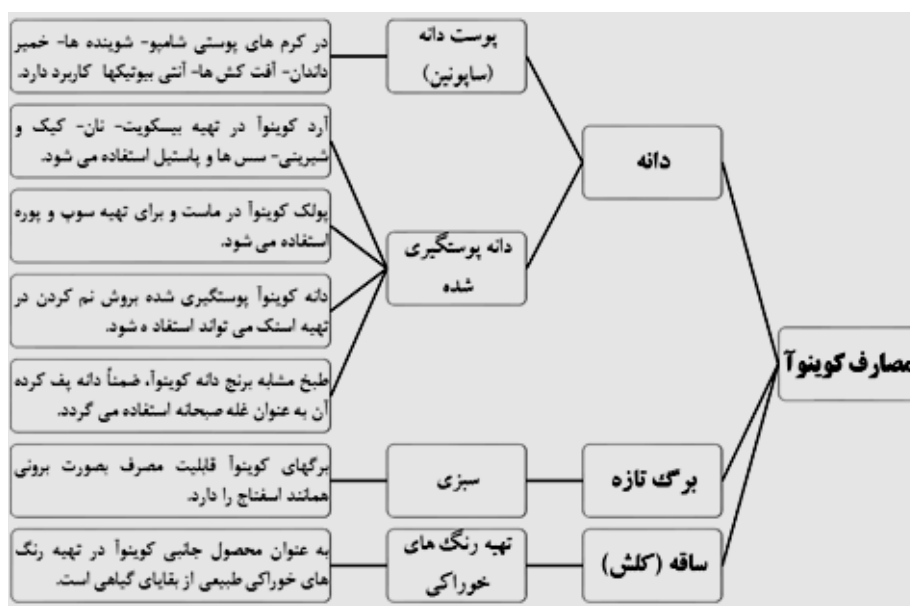 مصارف کوینوآ
دانه
پوست دانه
(ساپونین)
در کرم های پوستی شامپو- شوینده ها- خمیر
دندان- آفت کش ها- آنتی بیوتیکها کاربرد دارد.
دانه پوستگیری
شده
آرد کوینوآ در تهیه بیسکویت- نان- کیک و
شیرینی- سس ها و پاستیل استفاده می شود.
پولک کوینوآ در ماست و برای تهیه سوپ و پوره
استفاده می شود.
دانه کوینوآ پوستگیری شده بروش نم کردن در
تهیه اسنک می تواند استفاد ه شود.
طبخ مشابه برنج دانه کوینوآ، ضمناً دانه پف کرده
آن به عنوان غله صبحانه استفاده می گردد.
برگ تازه
سبزی
برگهای کوینوآ قابلیت مصرف بصورت برونی
همانند اسفناج را دارد.
ساقه (کلش)
تهیه رنگ های
خوراکی
به عنوان محصول جانبی کوینوآ در تهیه رنگ
های خوراکی طبیعی از بقایای گیاهی است.